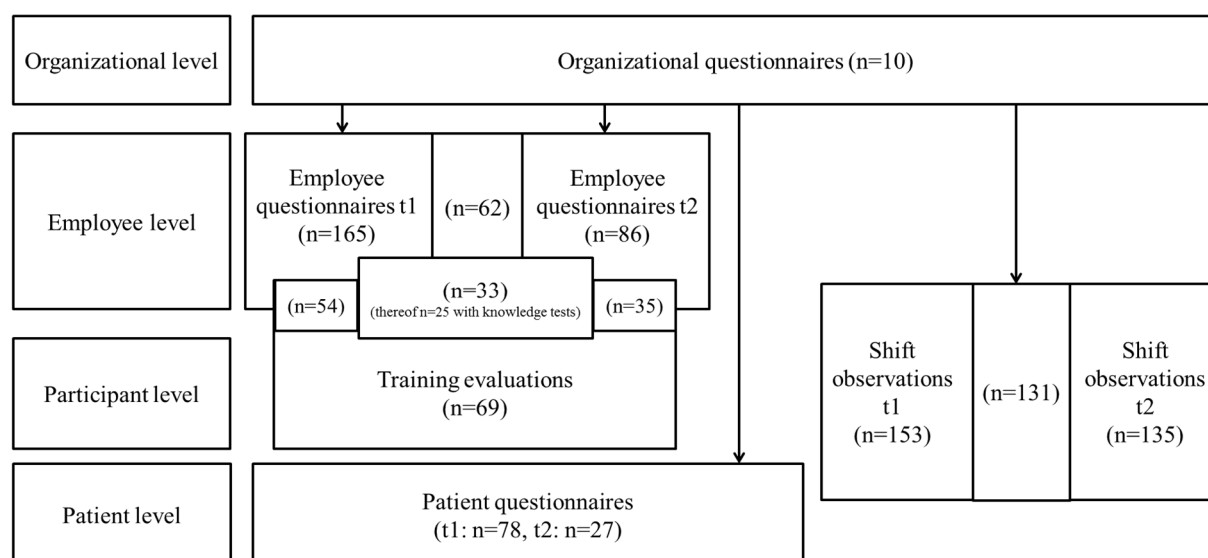 Organizational level
Organizational questionnaires (n=10)
Employee level
Employee
questionnaires t1
(n=165)
(n=62)
Employee
questionnaires t2
(n=86)
(n=54)
(n=33)
(thereof n=25 with knowledge tests)
(n=35)
Participant level
Training evaluations
(n=69)
Shift
observations
t1
(n=153)
(n=131)
Shift
observations
t2
(n=135)
Patient level
Patient questionnaires
(t1: n=78, t2: n=27)